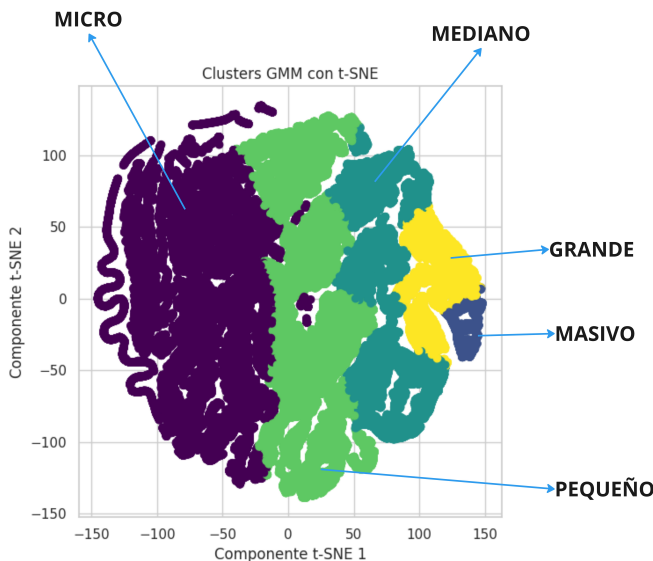 MICRO
MEDIANO
Clusters GMM con t-SNE
GRANDE
MASIVO
PEQUEÑO
Componente t-SNE 2
100
50
0
−50
−100
−150
−150
−100
−50
0
50
100
150
Componente t-SNE 1